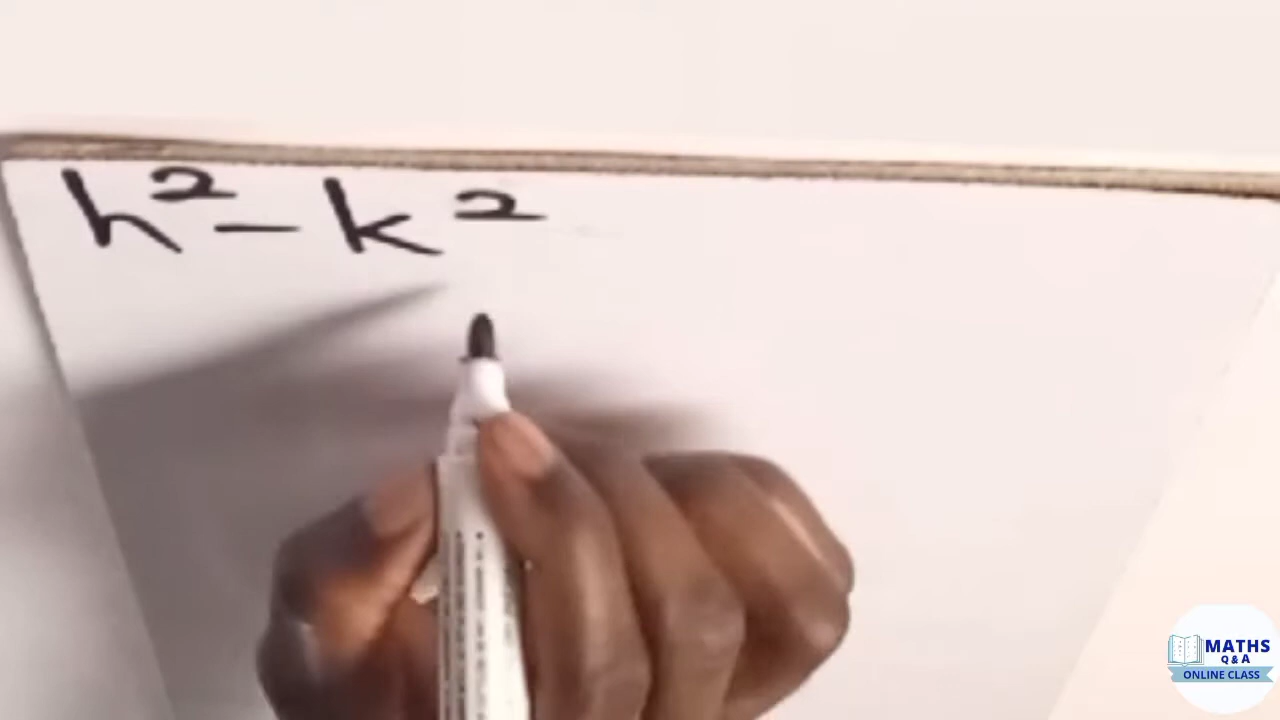 h² - k²
MATHS
Q & A
ONLINE CLASS